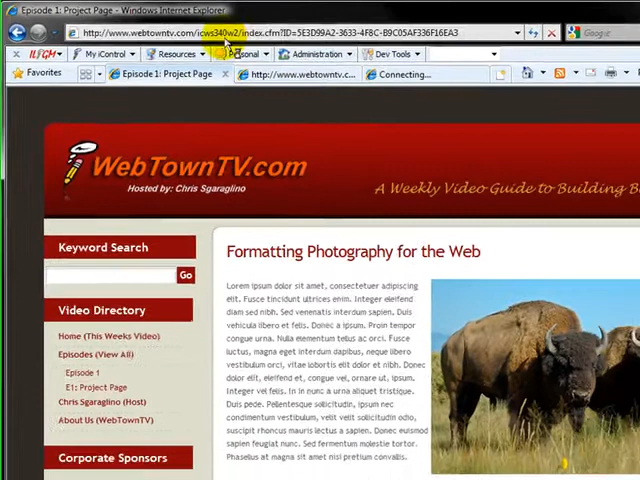 Episode 1: Project Page - Windows Internet Explorer
http://www.webtowntv.com/icws340w2/index.cfm?ID=5E3D99A2-3633-4F8C-B9C05AF336F16EA3
Google
My iControl Resources Personal Administration Dev Tools
Favorites Episode 1: Project Page http://www.webtowntv.c... Connecting...
WebTownTV.com
Hosted by: Chris Sgaraglino
A Weekly Video Guide to Building B
Keyword Search
Go
Video Directory
Home (This Weeks Video)
Episodes (View All)
Episode 1
E1: Project Page
Chris Sgaraglino (Host)
About Us (WebTownTV)
Corporate Sponsors
Formatting Photography for the Web
Lorem ipsum dolor sit amet, consectetuer adipiscing
elit. Fusce tincidunt ultrices enim. Integer eleifend
diam sed nibh. Sed venenatis interdum sapien. Duis
vehicula libero et felis. Donec a ipsum. Proin tempor
congue urna. Nulla elementum tellus ac orci. Fusce
luctus, magna eget interdum dapibus, neque libero
vestibulum orci, vitae lobortis elit dolor et nibh. Donec
dolor elit, eleifend et, congue vel, ornare ut, ipsum.
Integer vel felis. In in nunc a urna aliquet tristique.
Duis. Pellentesque sollicitudin, ipsum nec
condimentum vestibulum, velit velit sollicitudin odio,
quis viverra lacus lectus a sapien. Donec euismod
sapien feugiat nunc. Sed fermentum molestie tortor.
Phasellus at magna sit amet nisi pretium convallis.